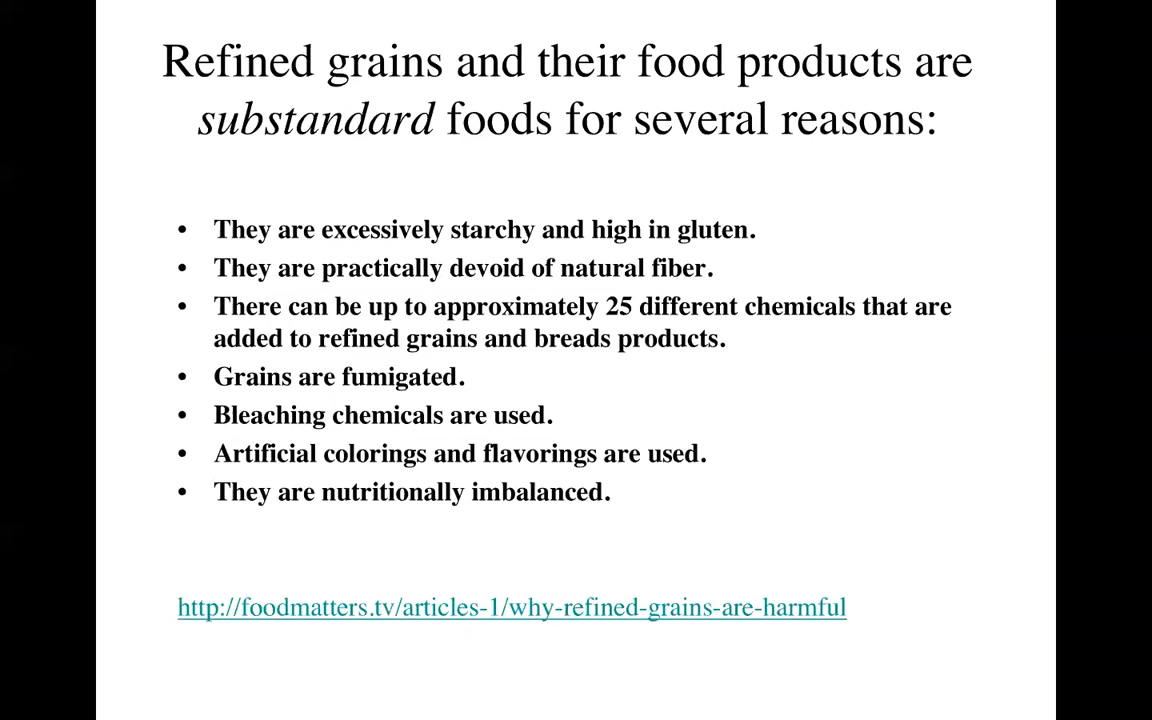 Refined grains and their food products are
substandard foods for several reasons:
• They are excessively starchy and high in gluten.
• They are practically devoid of natural fiber.
• There can be up to approximately 25 different chemicals that are
added to refined grains and breads products.
• Grains are fumigated.
• Bleaching chemicals are used.
• Artificial colorings and flavorings are used.
• They are nutritionally imbalanced.
http://foodmatters.tv/articles-1/why-refined-grains-are-harmful